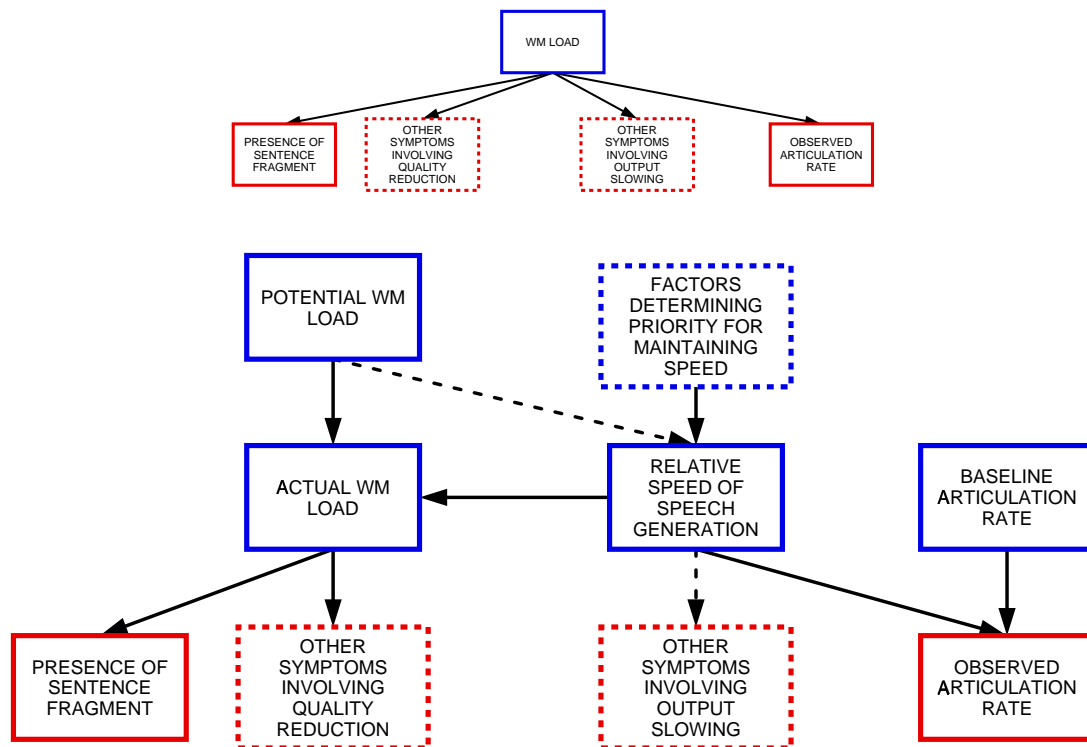 WM LOAD
PRESENCE OF
SENTENCE
FRAGMENT
OTHER
SYMPTOMS
INVOLVING
QUALITY
REDUCTION
OTHER
SYMPTOMS
INVOLVING
OUTPUT
SLOWING
OBSERVED
ARTICULATION
RATE
POTENTIAL WM
LOAD
FACTORS
DETERMINING
PRIORITY FOR
MAINTAINING
SPEED
ACTUAL WM
LOAD
RELATIVE
SPEED OF
SPEECH
GENERATION
BASELINE
ARTICULATION
RATE
PRESENCE OF
SENTENCE
FRAGMENT
OTHER
SYMPTOMS
INVOLVING
QUALITY
REDUCTION
OTHER
SYMPTOMS
INVOLVING
OUTPUT
SLOWING
OBSERVED
ARTICULATION
RATE